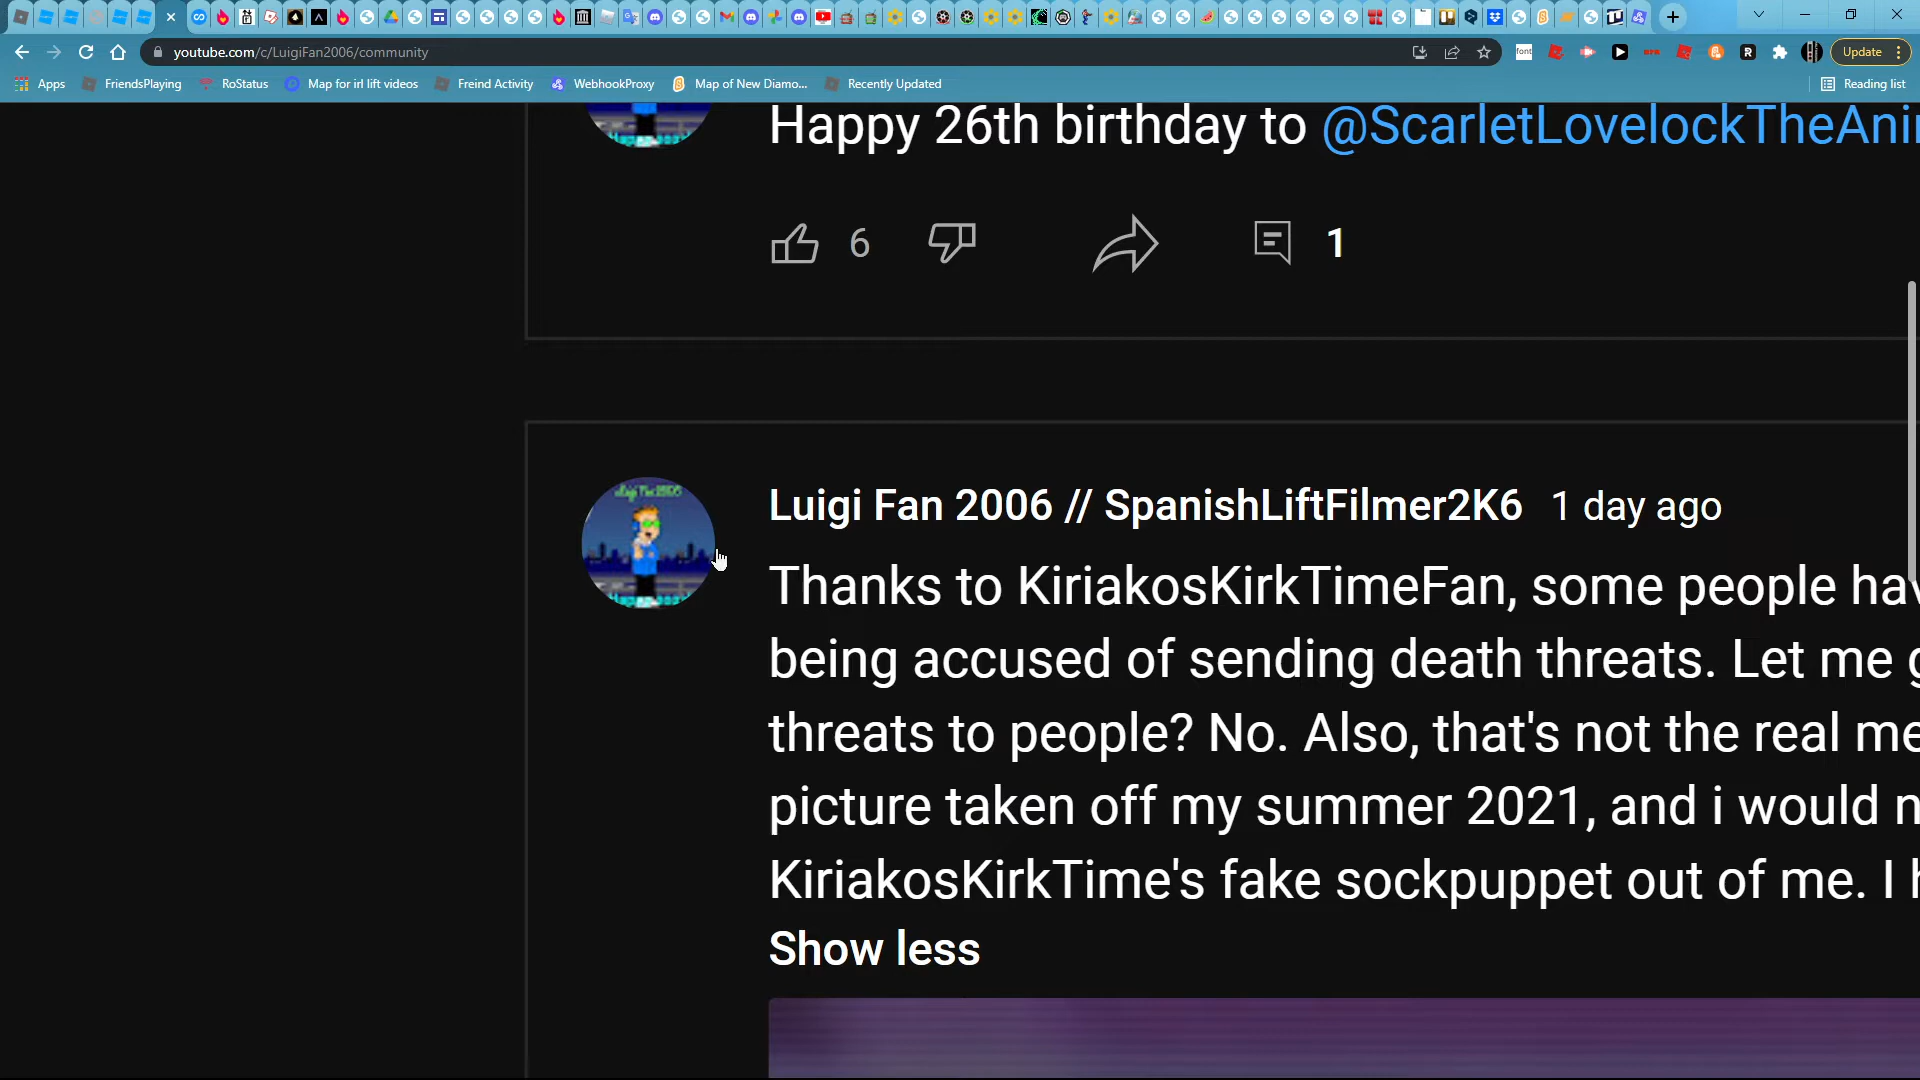 youtube.com/c/LuigiFan2006/community
Update
Apps
FriendsPlaying
RoStatus
Map for irl lift videos
Freind Activity
WebhookProxy
Map of New Diamo...
Recently Updated
Reading list
Happy 26th birthday to @ScarletLovelockTheAni
6
1
Luigi Fan 2006 // SpanishLiftFilmer2K6 1 day ago
Thanks to KiriakosKirkTimeFan, some people hav
being accused of sending death threats. Let me g
threats to people? No. Also, that's not the real me
picture taken off my summer 2021, and i would n
KiriakosKirkTime's fake sockpuppet out of me. I h
Show less